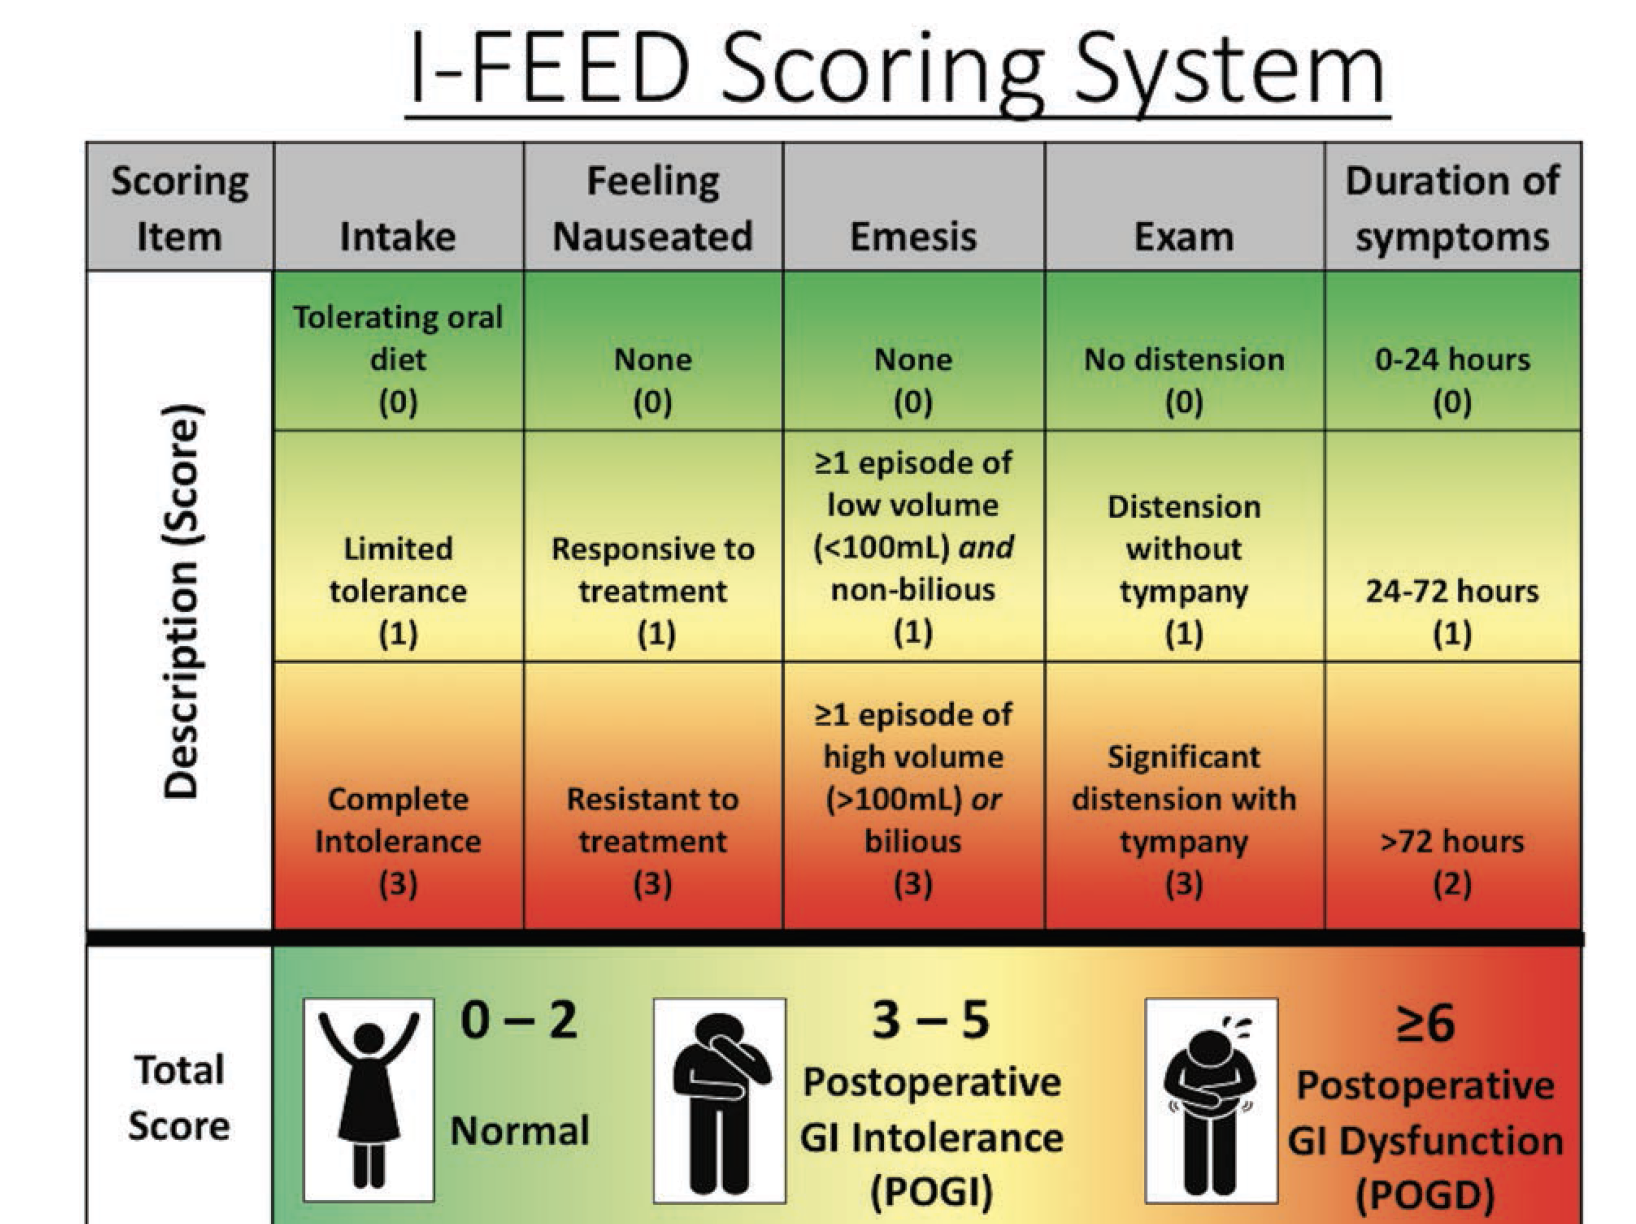 I-FEED Scoring System
Scoring
Item
Intake
Feeling
Nauseated
Emesis
Exam
Duration of
symptoms
Description (Score)
Tolerating oral
diet
(0)
None
(0)
None
(0)
No distension
(0)
0-24 hours
(0)
Limited
tolerance
(1)
Responsive to
treatment
(1)
≥1 episode of
low volume
(<100mL) and
non-bilious
(1)
Distension
without
tympany
(1)
24-72 hours
(1)
Complete
Intolerance
(3)
Resistant to
treatment
(3)
≥1 episode of
high volume
(>100mL) or
bilious
(3)
Significant
distension with
tympany
(3)
>72 hours
(2)
Total
Score
0 – 2
Normal
3 – 5
Postoperative
GI Intolerance
(POGI)
≥6
Postoperative
GI Dysfunction
(POGD)